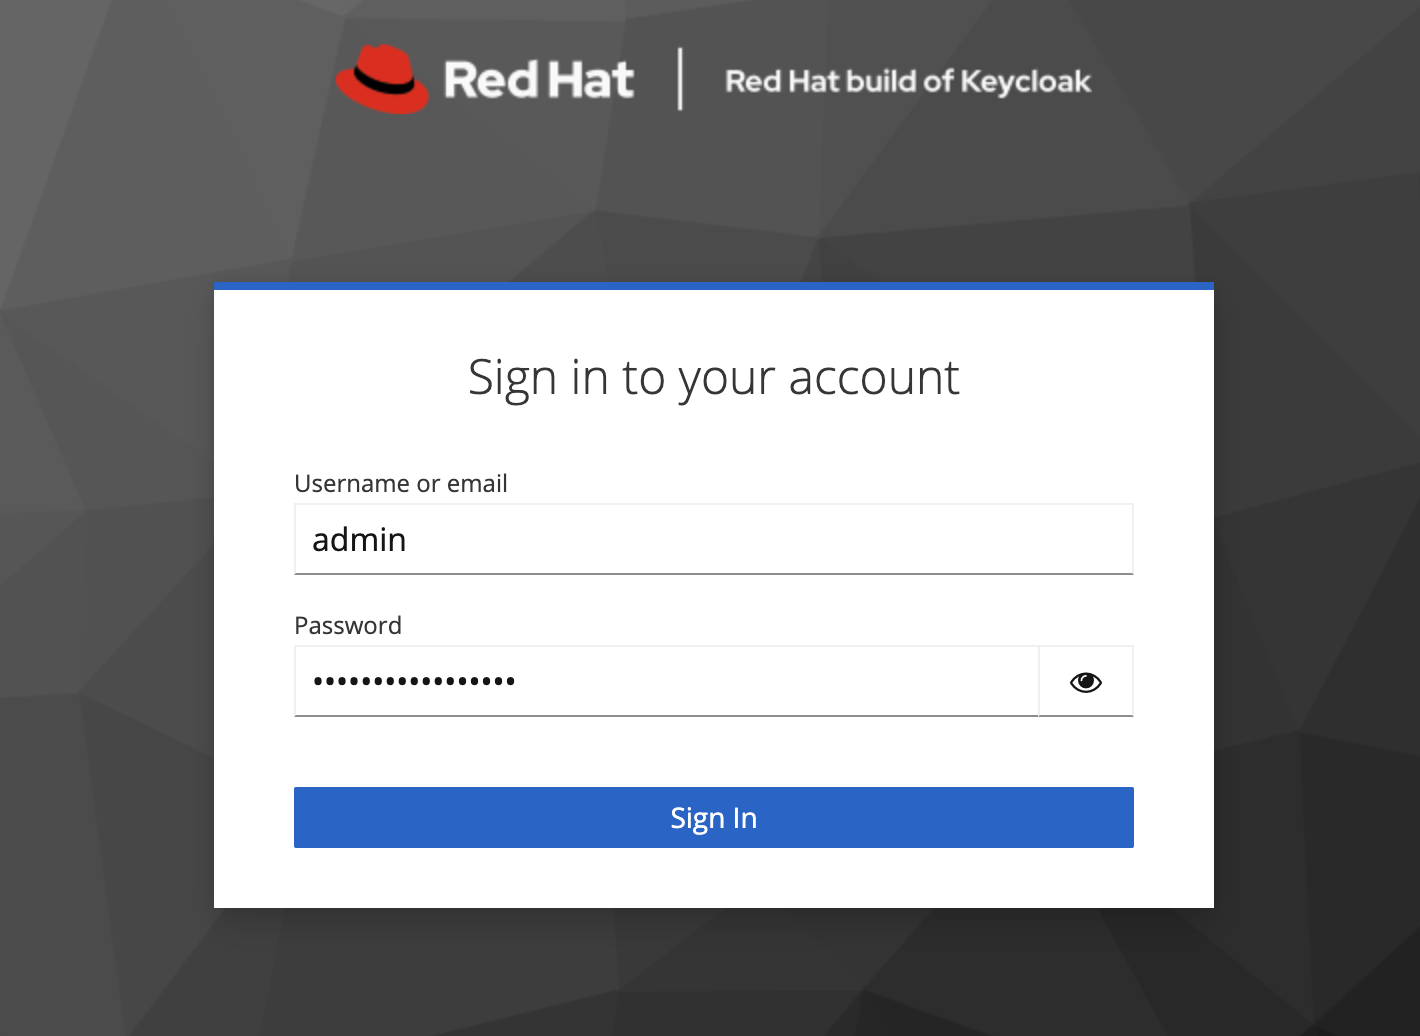 Red Hat | Red Hat build of Keycloak
Sign in to your account
Username or email
admin
Password
•••••••••••••••••
Sign In